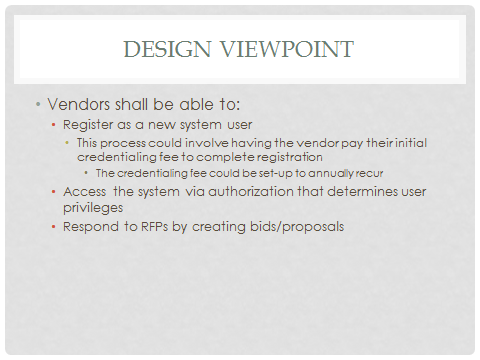 DESIGN VIEWPOINT
• Vendors shall be able to:
• Register as a new system user
• This process could involve having the vendor pay their initial
credentialing fee to complete registration
• The credentialing fee could be set-up to annually recur
• Access the system via authorization that determines user
privileges
• Respond to RFPs by creating bids/proposals